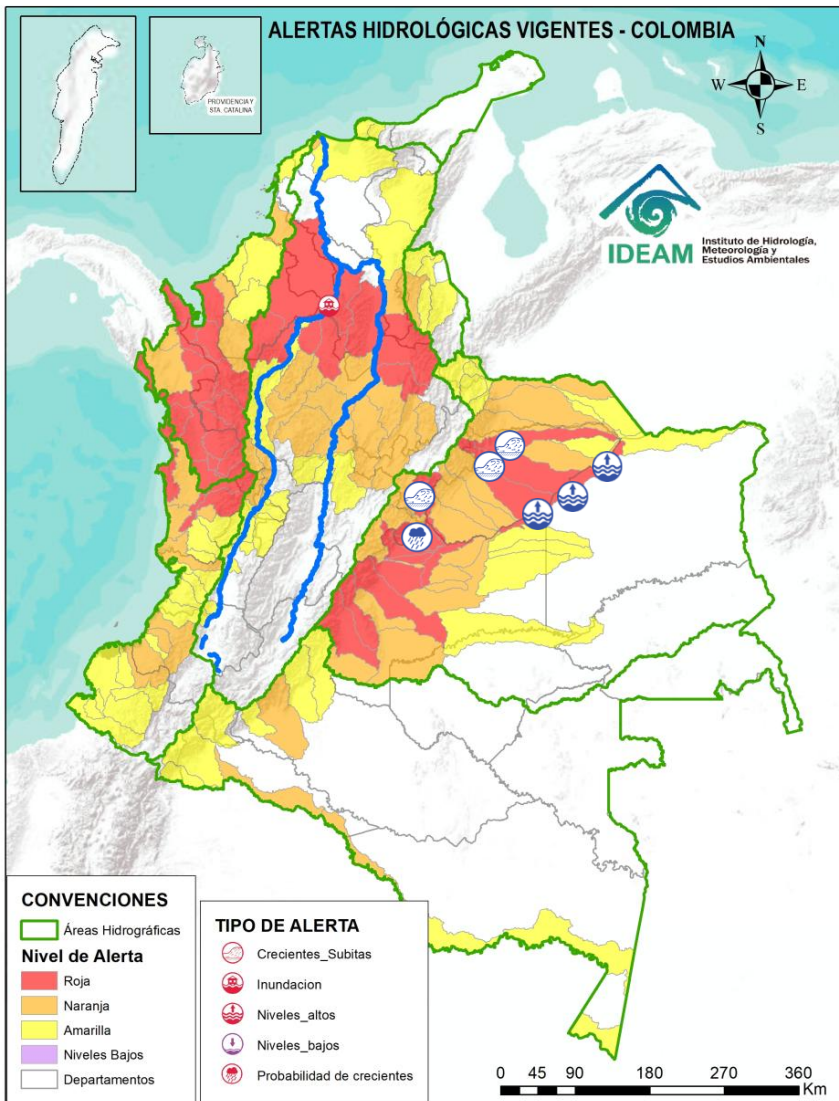 ALERTAS HIDROLÓGICAS VIGENTES - COLOMBIA
PROVIDENCIA Y
STA. CATALINA
N
W
E
S
IDEAM
Instituto de Hidrología,
Meteorología y
Estudios Ambientales
CONVENCIONES
Áreas Hidrográficas
Nivel de Alerta
Roja
Naranja
Amarilla
Niveles Bajos
Departamentos
TIPO DE ALERTA
Crecientes_Subitas
Inundacion
Niveles_altos
Niveles_bajos
Probabilidad de crecientes
0 45 90 180 270 360
Km